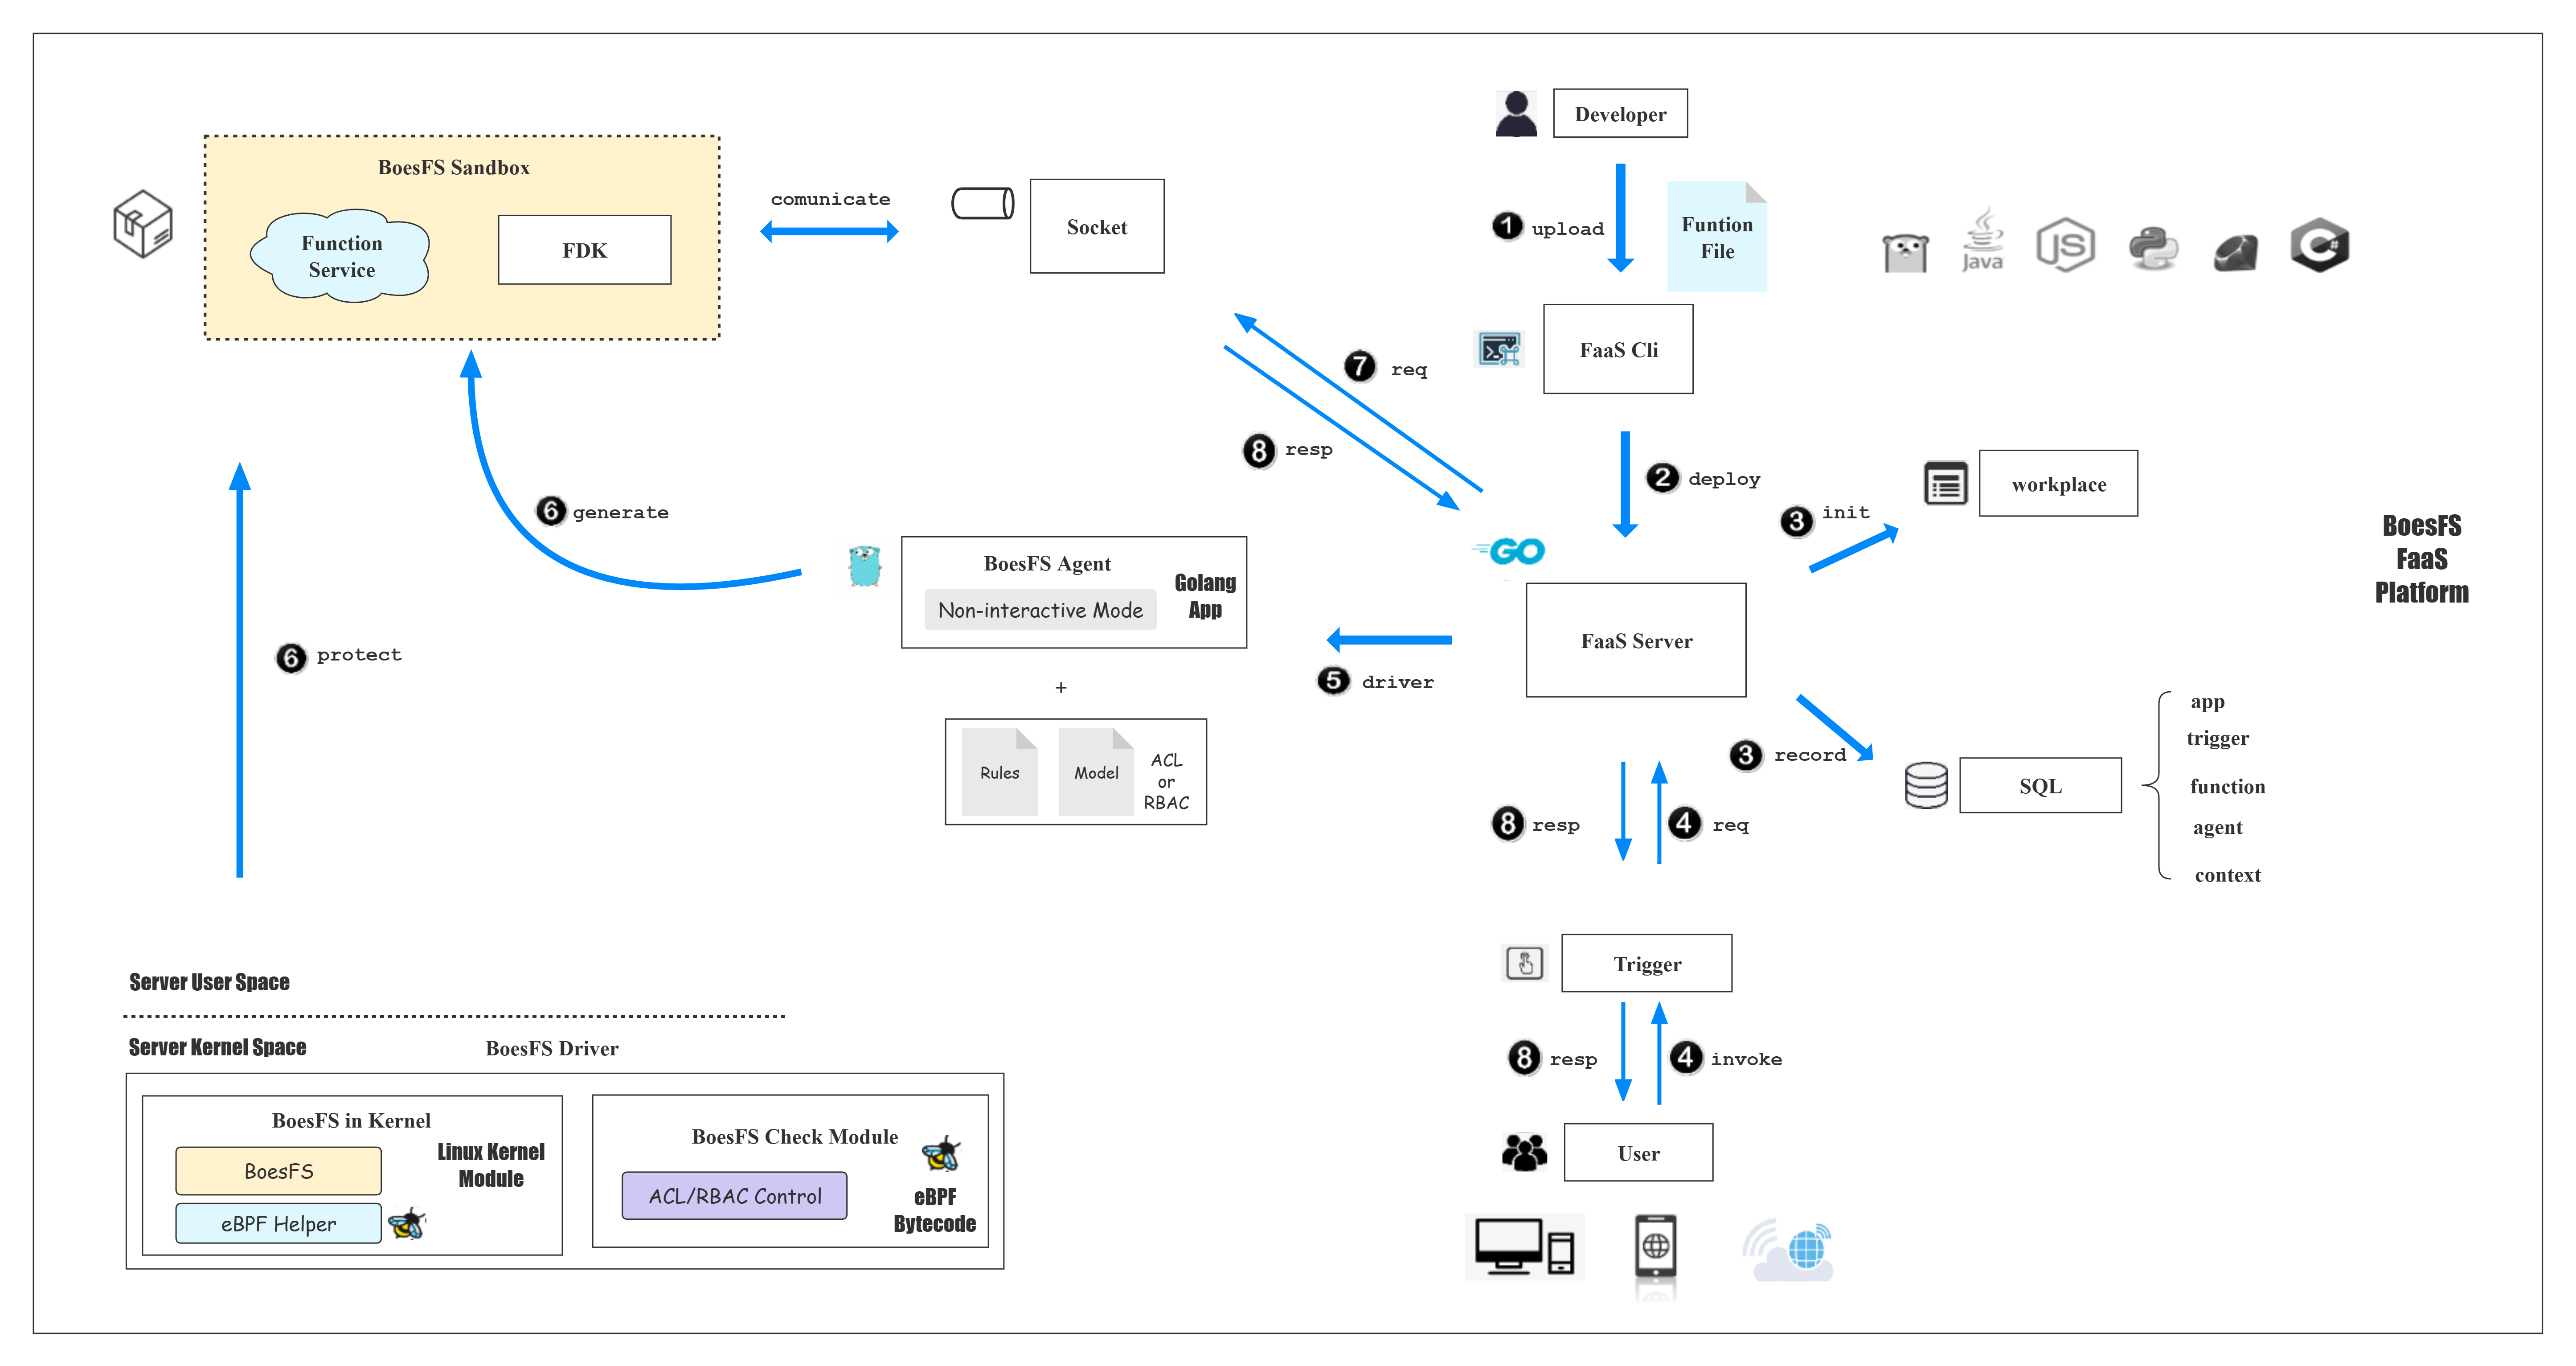 Developer
BoesFS Sandbox
Function
Service
FDK
comunicate
Socket
1 upload
Funtion
File
Java
JS
C#
FaaS Cli
7 req
8 resp
2 deploy
3 init
workplace
6 generate
GO
BoesFS
FaaS
Platform
BoesFS Agent
Non-interactive Mode
Golang
App
FaaS Server
6 protect
5 driver
+
Rules
Model
ACL
or
RBAC
3 record
SQL
app
trigger
function
agent
context
8 resp
4 req
Trigger
Server User Space
Server Kernel Space
BoesFS Driver
8 resp
4 invoke
BoesFS in Kernel
BoesFS
eBPF Helper
Linux Kernel
Module
BoesFS Check Module
ACL/RBAC Control
eBPF
Bytecode
User